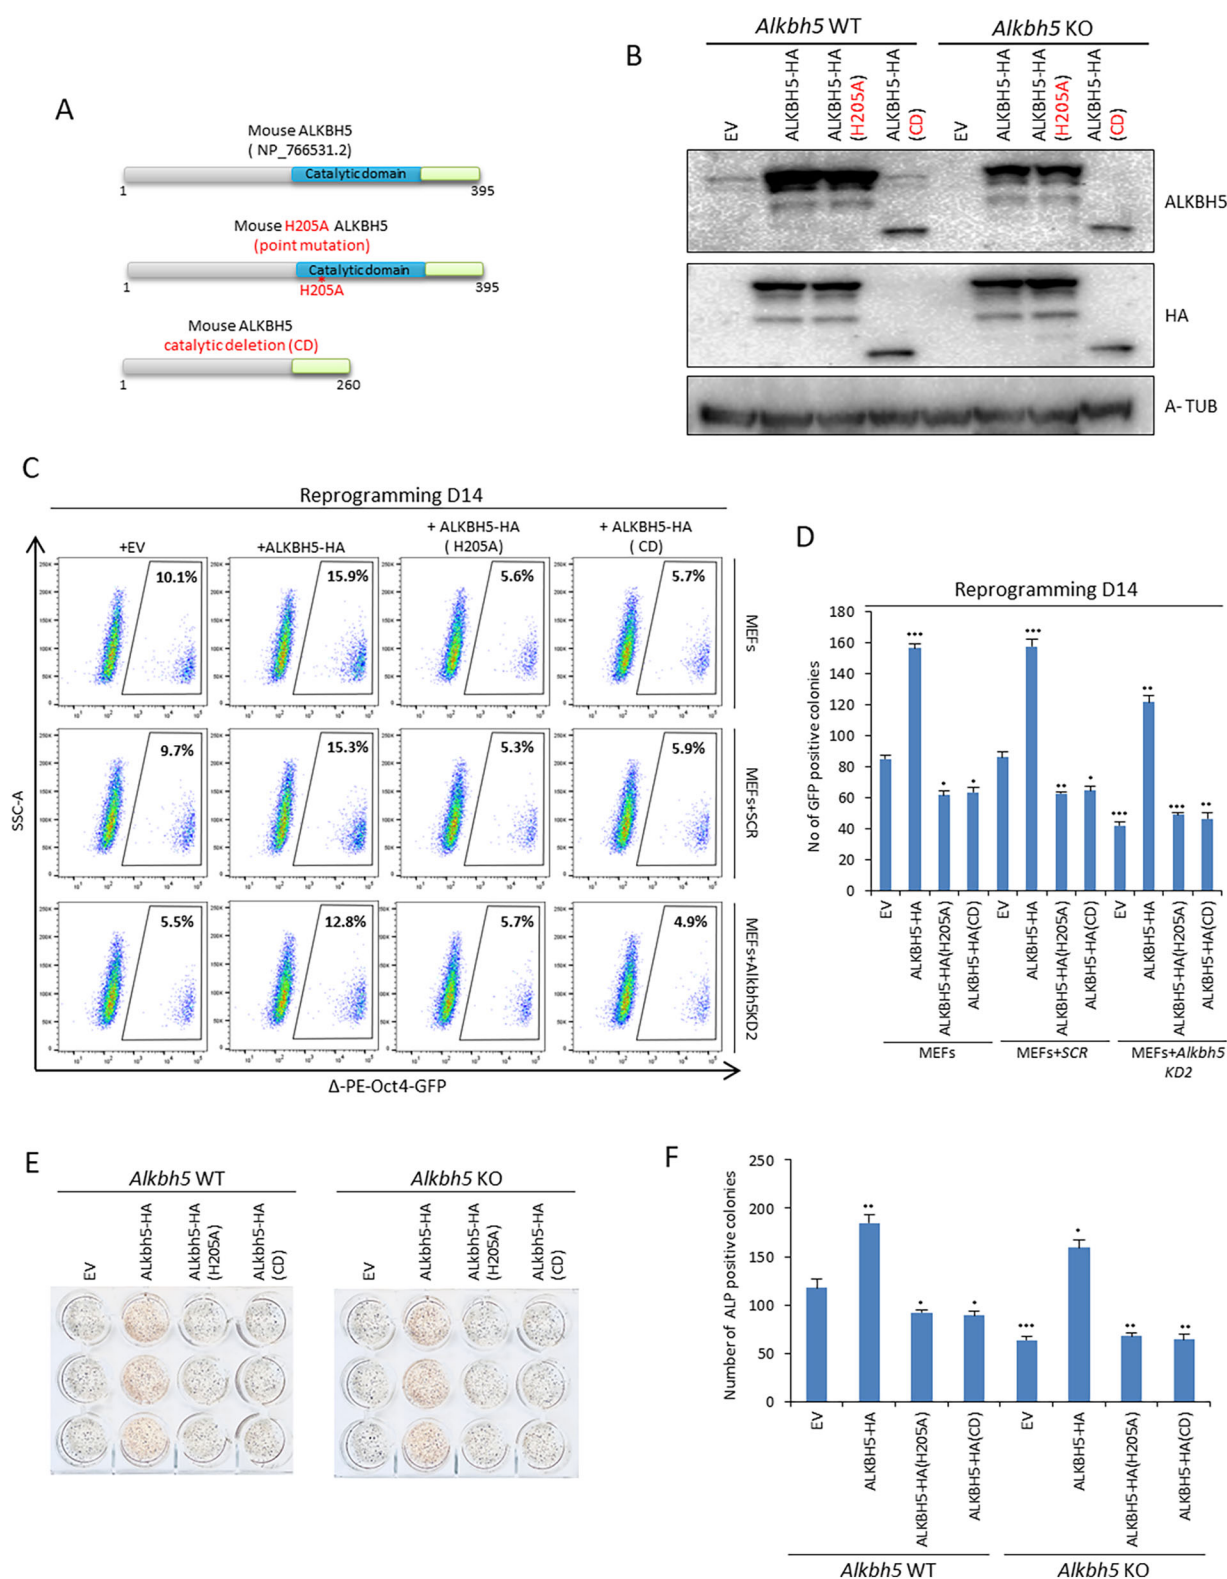 A
Mouse ALKBH5
( NP_766531.2)
Catalytic domain
1
395
Mouse H205A ALKBH5
(point mutation)
Catalytic domain
1
H205A
395
Mouse ALKBH5
catalytic deletion (CD)
1
260
B
Alkbh5 WT
Alkbh5 KO
EV
ALKBH5-HA
ALKBH5-HA
(H205A)
ALKBH5-HA
(CD)
EV
ALKBH5-HA
ALKBH5-HA
(H205A)
ALKBH5-HA
(CD)
ALKBH5
HA
A- TUB
C
Reprogramming D14
+EV
+ALKBH5-HA
+ ALKBH5-HA
(H205A)
+ ALKBH5-HA
( CD)
10.1%
15.9%
5.6%
5.7%
MEFs
9.7%
15.3%
5.3%
5.9%
MEFs+SCR
5.5%
12.8%
5.7%
4.9%
MEFs+Alkbh5KD2
SSC-A
Δ-PE-Oct4-GFP
D
Reprogramming D14
No of GFP positive colonies
180
160
140
120
100
80
60
40
20
0
EV
ALKBH5-HA
ALKBH5-HA(H205A)
ALKBH5-HA(CD)
EV
ALKBH5-HA
ALKBH5-HA(H205A)
ALKBH5-HA(CD)
EV
ALKBH5-HA
ALKBH5-HA(H205A)
ALKBH5-HA(CD)
MEFs
MEFs+SCR
MEFs+Alkbh5
KD2
E
Alkbh5 WT
Alkbh5 KO
EV
Alkbh5-HA
Alkbh5-HA
(H205A)
Alkbh5-HA
(CD)
EV
Alkbh5-HA
Alkbh5-HA
(H205A)
Alkbh5-HA
(CD)
F
Number of ALP positive colonies
250
200
150
100
50
0
EV
ALKBH5-HA
ALKBH5-HA(H205A)
ALKBH5-HA(CD)
EV
ALKBH5-HA
ALKBH5-HA(H205A)
ALKBH5-HA(CD)
Alkbh5 WT
Alkbh5 KO